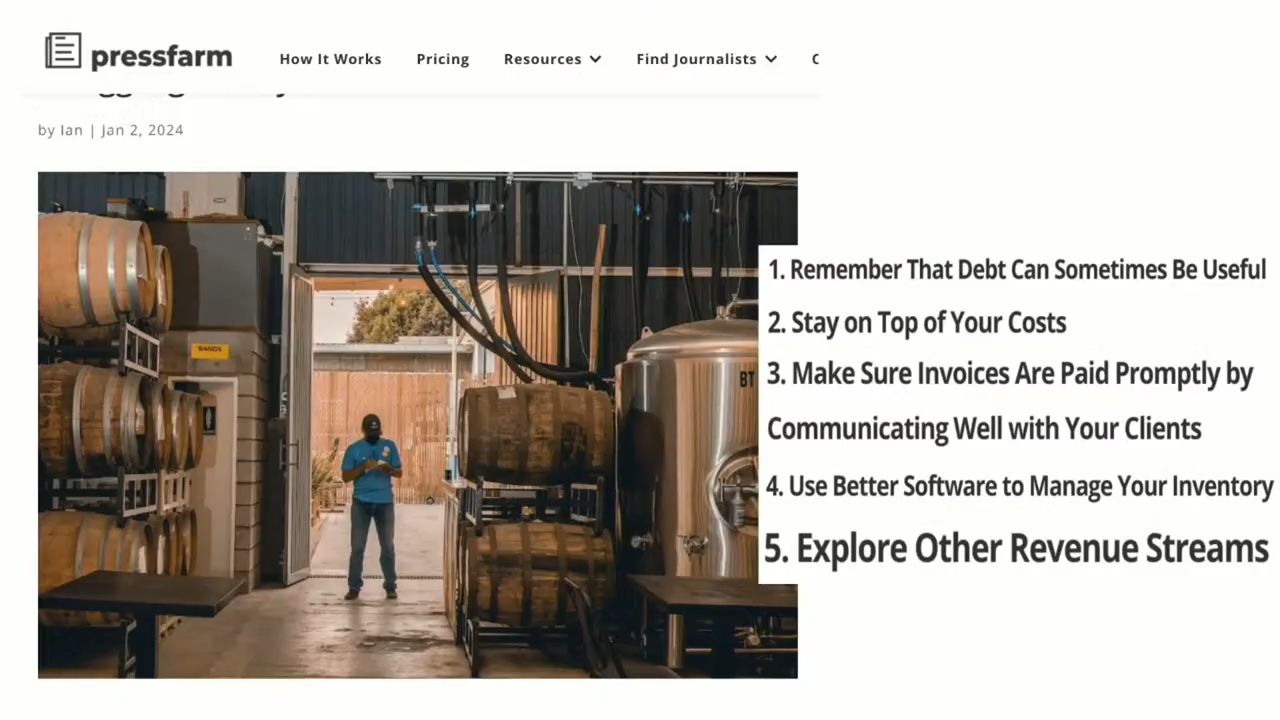 pressfarm
How It Works Pricing Resources Find Journalists
by Ian | Jan 2, 2024
BARDS
BT
1. Remember That Debt Can Sometimes Be Useful
2. Stay on Top of Your Costs
3. Make Sure Invoices Are Paid Promptly by
Communicating Well with Your Clients
4. Use Better Software to Manage Your Inventory
5. Explore Other Revenue Streams